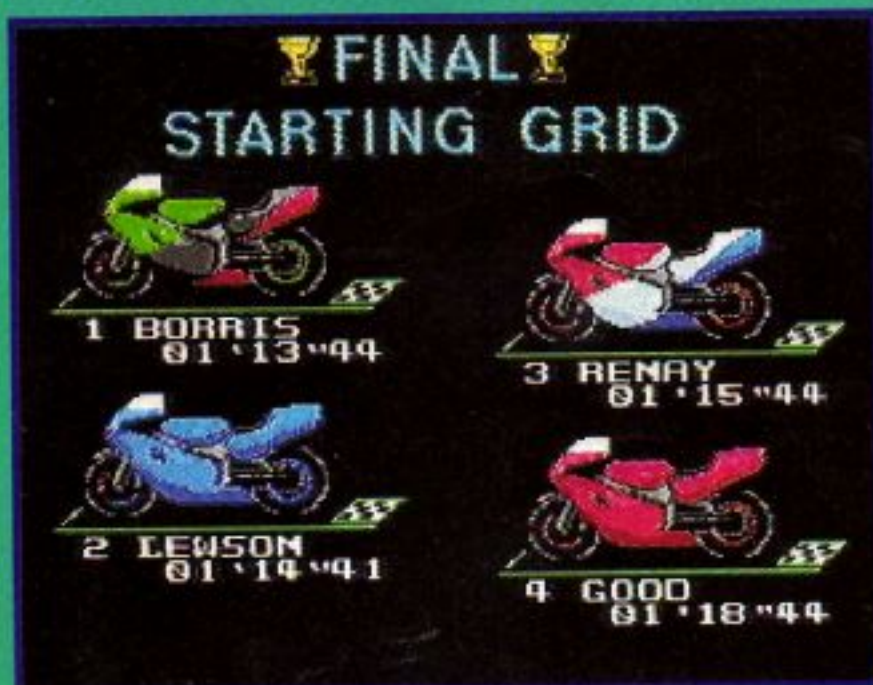 FINAL
STARTING GRID
1 BORRIS
01'13"44
3 RENAY
01'15"44
2 LEWSOM
01'14"41
4 GOOD
01'18"44